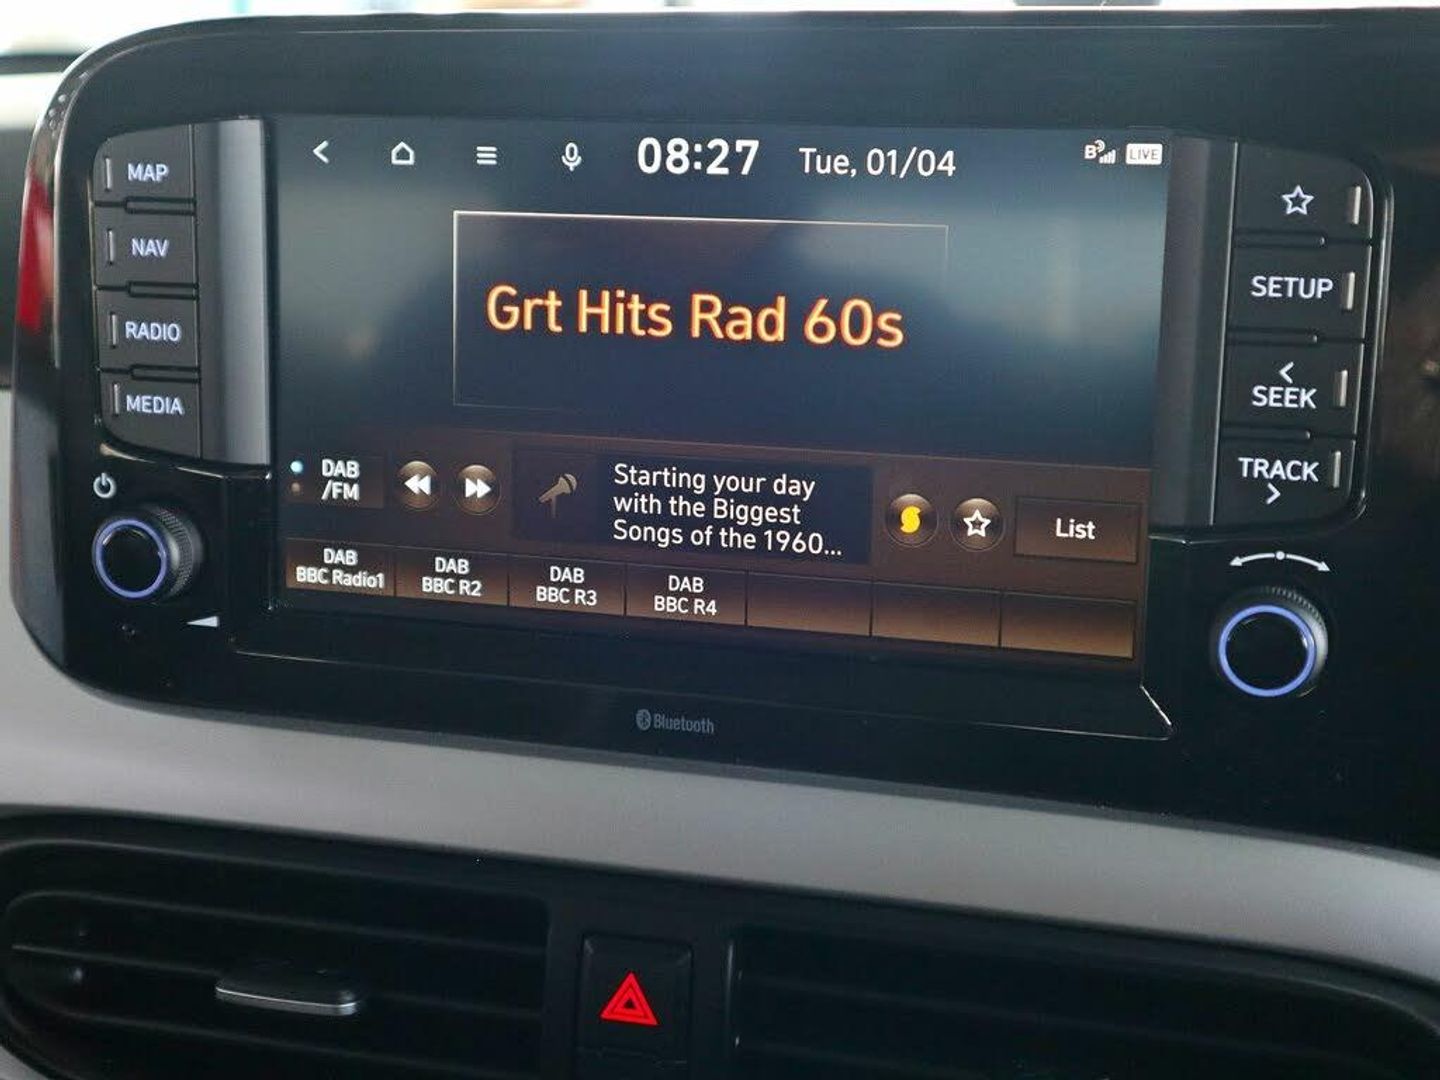 MAP
NAV
RADIO
MEDIA
08:27 Tue, 01/04
B LIVE
Grt Hits Rad 60s
DAB
/FM
Starting your day
with the Biggest
Songs of the 1960...
List
DAB
BBC Radio1
DAB
BBC R2
DAB
BBC R3
DAB
BBC R4
SETUP
<
SEEK
TRACK
>
Bluetooth